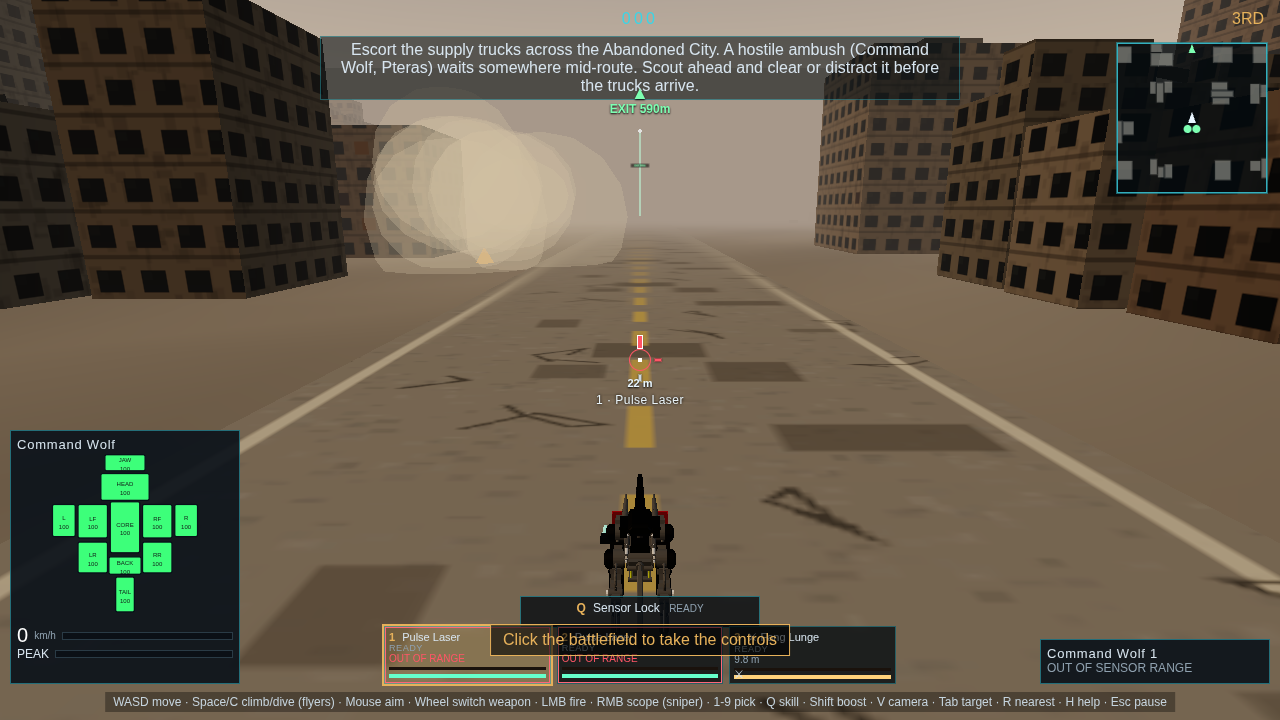 000
3RD
Escort the supply trucks across the Abandoned City. A hostile ambush (Command
Wolf, Pteras) waits somewhere mid-route. Scout ahead and clear or distract it before
the trucks arrive.
EXIT 590m
22 m
1 · Pulse Laser
Command Wolf
JAW
100
HEAD
100
L
100
LF
100
CORE
100
RF
100
R
100
LR
100
BACK
100
RR
100
TAIL
100
0 km/h
PEAK
Q Sensor Lock READY
1 Pulse Laser
READY
OUT OF RANGE
OUT OF RANGE
Lunge
READY
9.8 m
Click the battlefield to take the controls
Command Wolf 1
OUT OF SENSOR RANGE
WASD move · Space/C climb/dive (flyers) · Mouse aim · Wheel switch weapon · LMB fire · RMB scope (sniper) · 1-9 pick · Q skill · Shift boost · V camera · Tab target · R nearest · H help · Esc pause